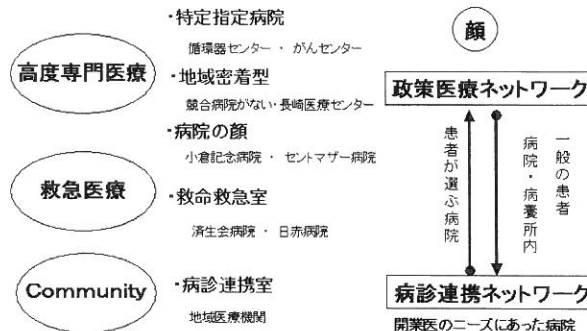 ・特定指定病院
循環器センター ・ がんセンター
高度専門医療
・地域密着型
競合病院がない・長崎医療センター
・病院の顔
小倉記念病院 ・ セントマザー病院
救急医療
・救命救急室
済生会病院 ・ 日赤病院
Community
・病診連携室
地域医療機関
顔
政策医療ネットワーク
患者が選ぶ病院
一般の患者
病院・病養所内
病診連携ネットワーク
開業医のニーズにあった病院